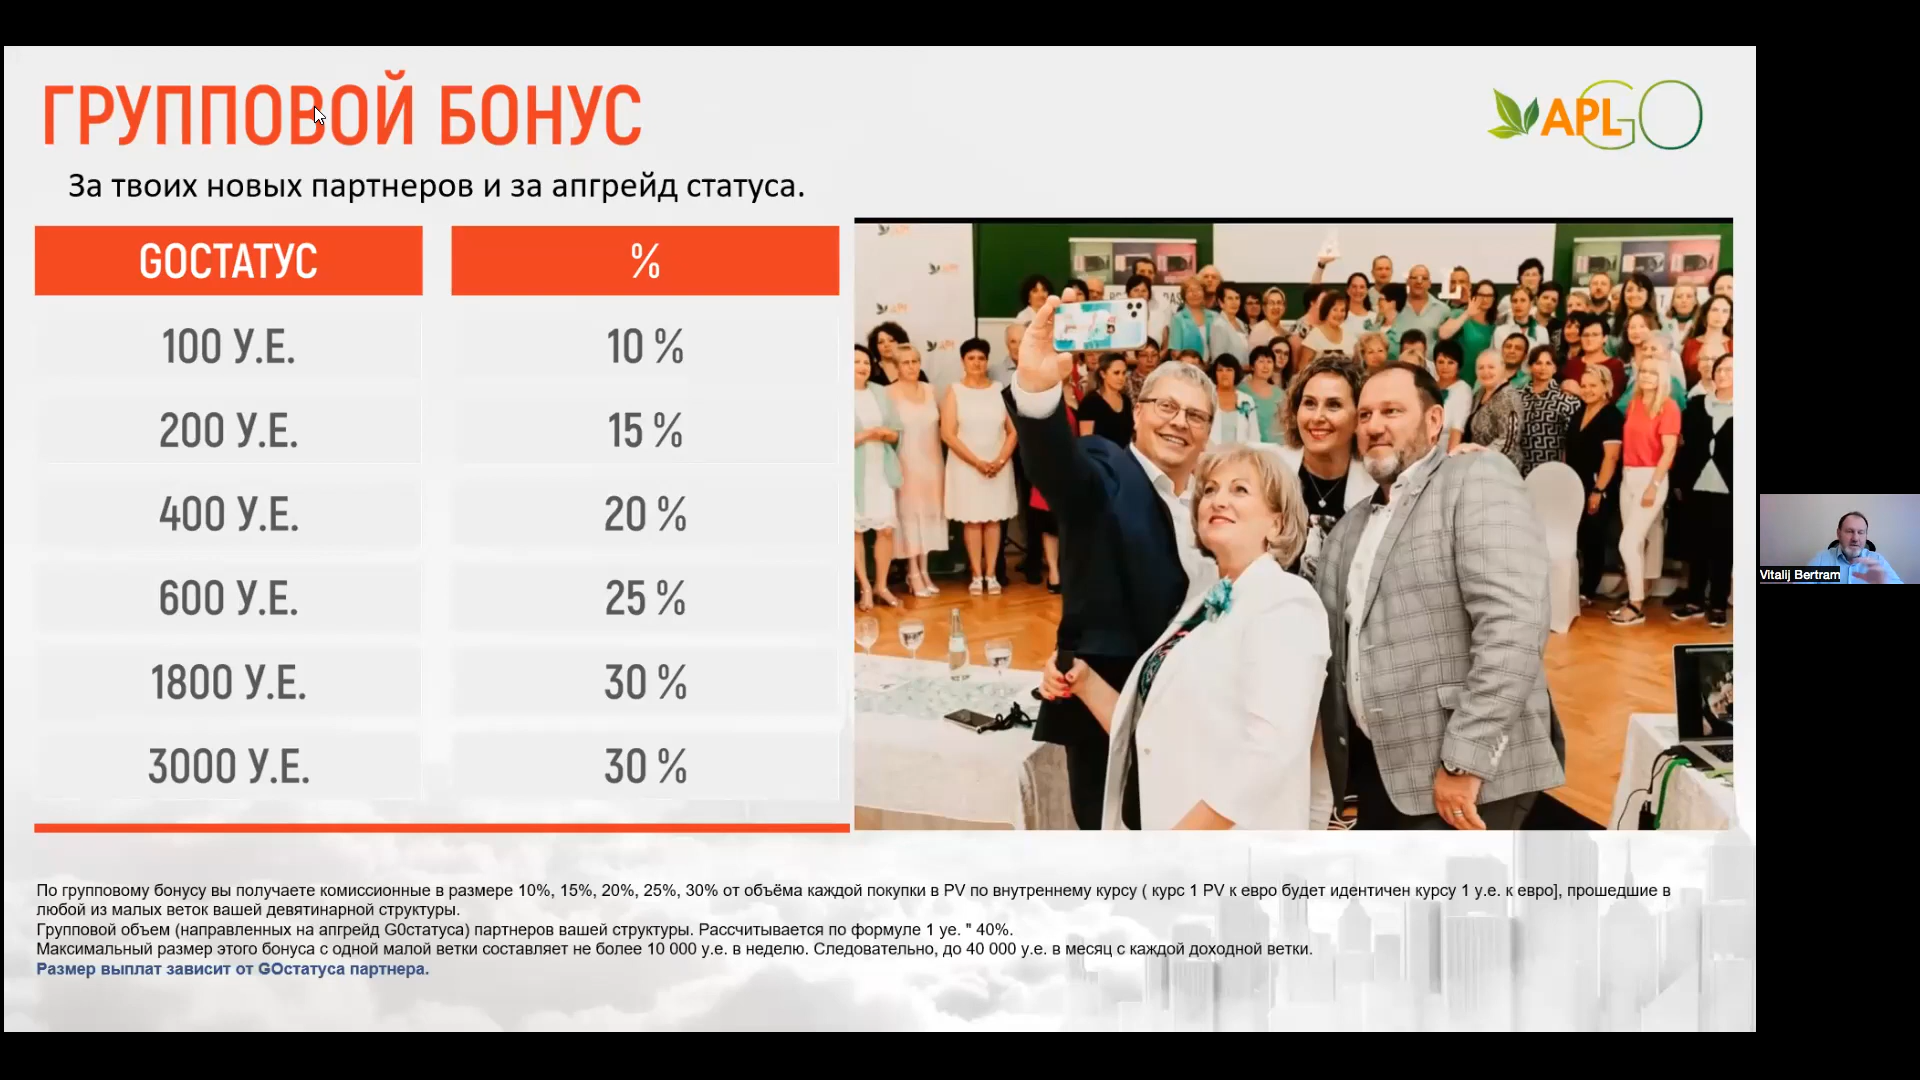 ГРУППОВОЙ БОНУС
APLGO
За твоих новых партнеров и за апгрейд статуса.
GOСТАТУС %
100 У.Е. 10 %
200 У.Е. 15 %
400 У.Е. 20 %
600 У.Е. 25 %
1800 У.Е. 30 %
3000 У.Е. 30 %
Vitalij Bertram
По групповому бонусу вы получаете комиссионные в размере 10%, 15%, 20%, 25%, 30% от объёма каждой покупки в PV по внутреннему курсу ( курс 1 PV к евро будет идентичен курсу 1 у.е. к евро], прошедшие в
любой из малых веток вашей девятинарной структуры.
Групповой объем (направленных на апгрейд G0статуса) партнеров вашей структуры. Рассчитывается по формуле 1 уе. " 40%.
Максимальный размер этого бонуса с одной малой ветки составляет не более 10 000 у.е. в неделю. Следовательно, до 40 000 у.е. в месяц с каждой доходной ветки.
Размер выплат зависит от GOстатуса партнера.